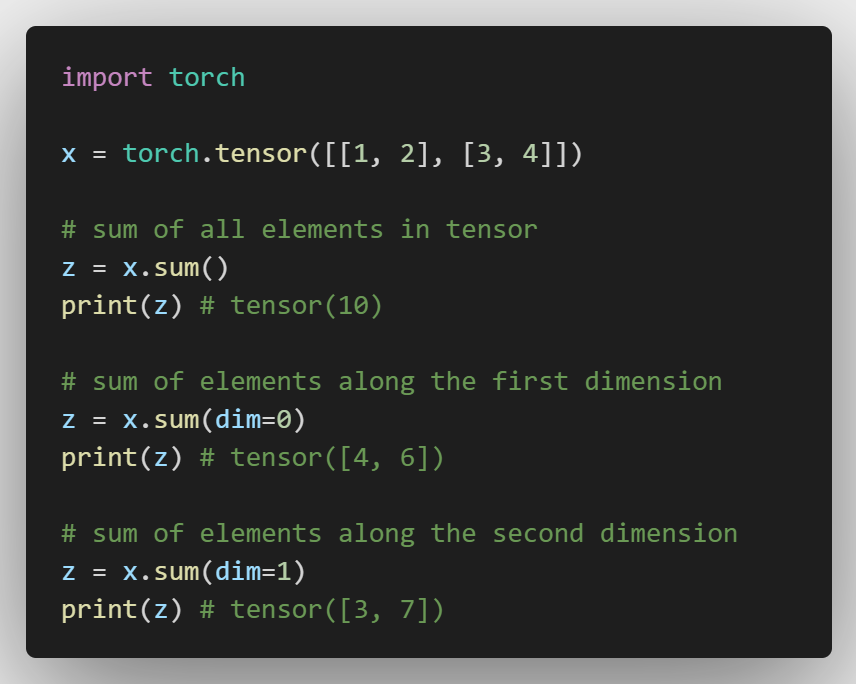 import torch

x = torch.tensor([[1, 2], [3, 4]])

# sum of all elements in tensor
z = x.sum()
print(z) # tensor(10)

# sum of elements along the first dimension
z = x.sum(dim=0)
print(z) # tensor([4, 6])

# sum of elements along the second dimension
z = x.sum(dim=1)
print(z) # tensor([3, 7])